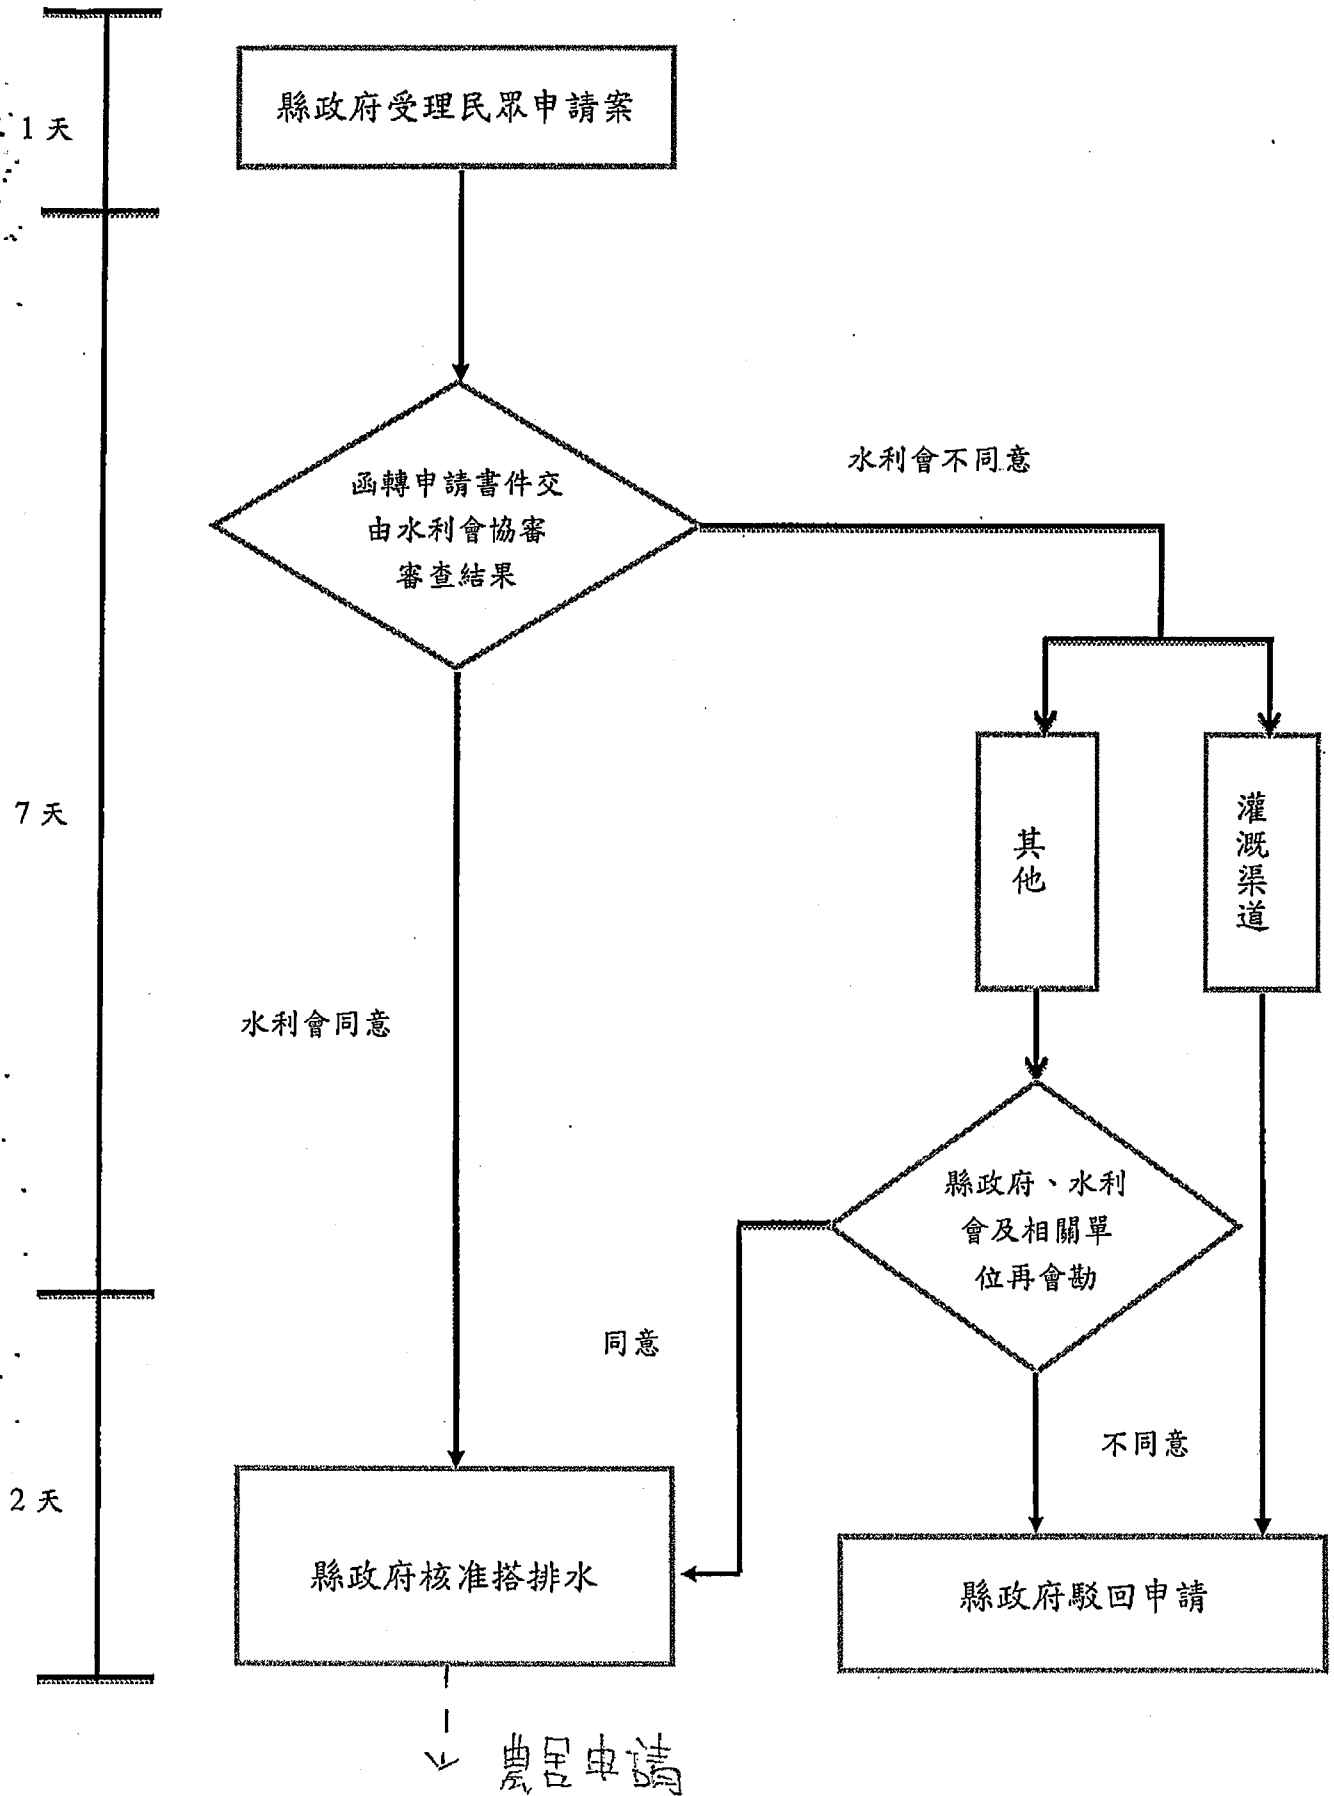 縣政府受理民眾申請案
1 天
水利會不同意
函轉申請書件交
由水利會協審
審查結果
7 天
其他
灌溉渠道
水利會同意
縣政府、水利
會及相關單
位再會勘
同意
不同意
2 天
縣政府核准搭排水
縣政府駁回申請
農舍申請